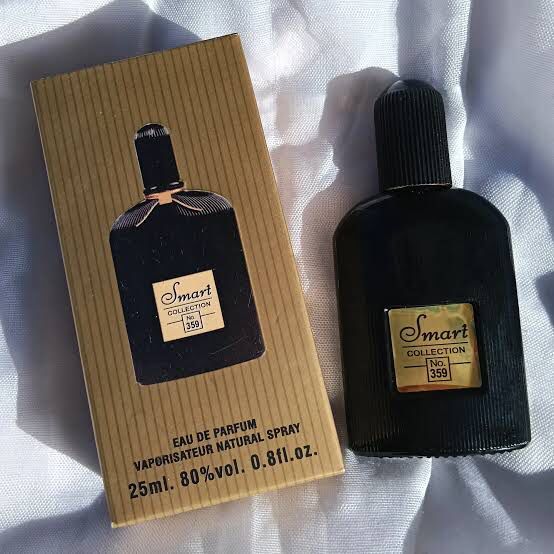 Smart
COLLECTION
No.
359
EAU DE PARFUM
VAPORISATEUR NATURAL SPRAY
25ml. 80%vol. 0.8fl.oz.
Smart
COLLECTION
No.
359